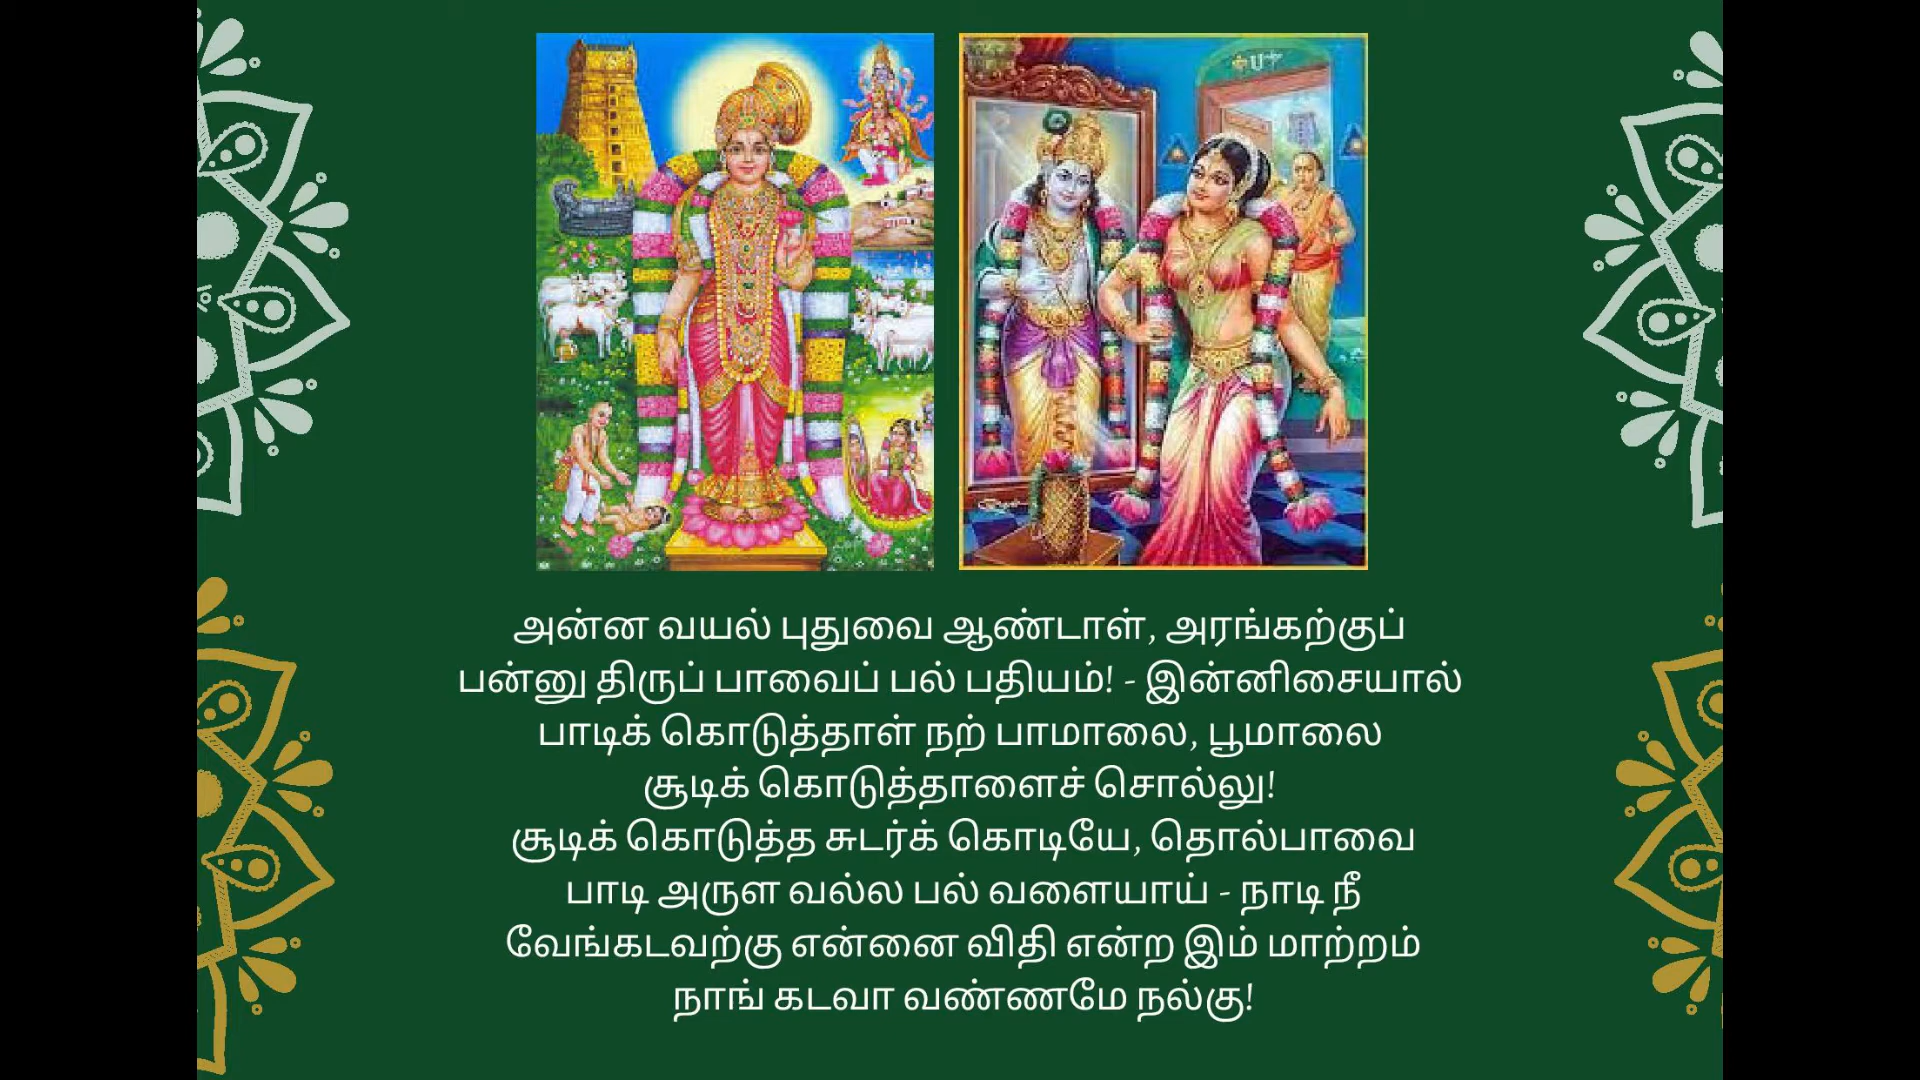 அன்ன வயல் புதுவை ஆண்டாள், அரங்கற்குப்
பன்னு திருப் பாவைப் பல் பதியம்! - இன்னிசையால்
பாடிக் கொடுத்தாள் நற் பாமாலை, பூமாலை
சூடிக் கொடுத்தாளைச் சொல்லு!
சூடிக் கொடுத்த சுடர்க் கொடியே, தொல்பாவை
பாடி அருள வல்ல பல் வளையாய் - நாடி நீ
வேங்கடவற்கு என்னை விதி என்ற இம் மாற்றம்
நாங் கடவா வண்ணமே நல்கு!